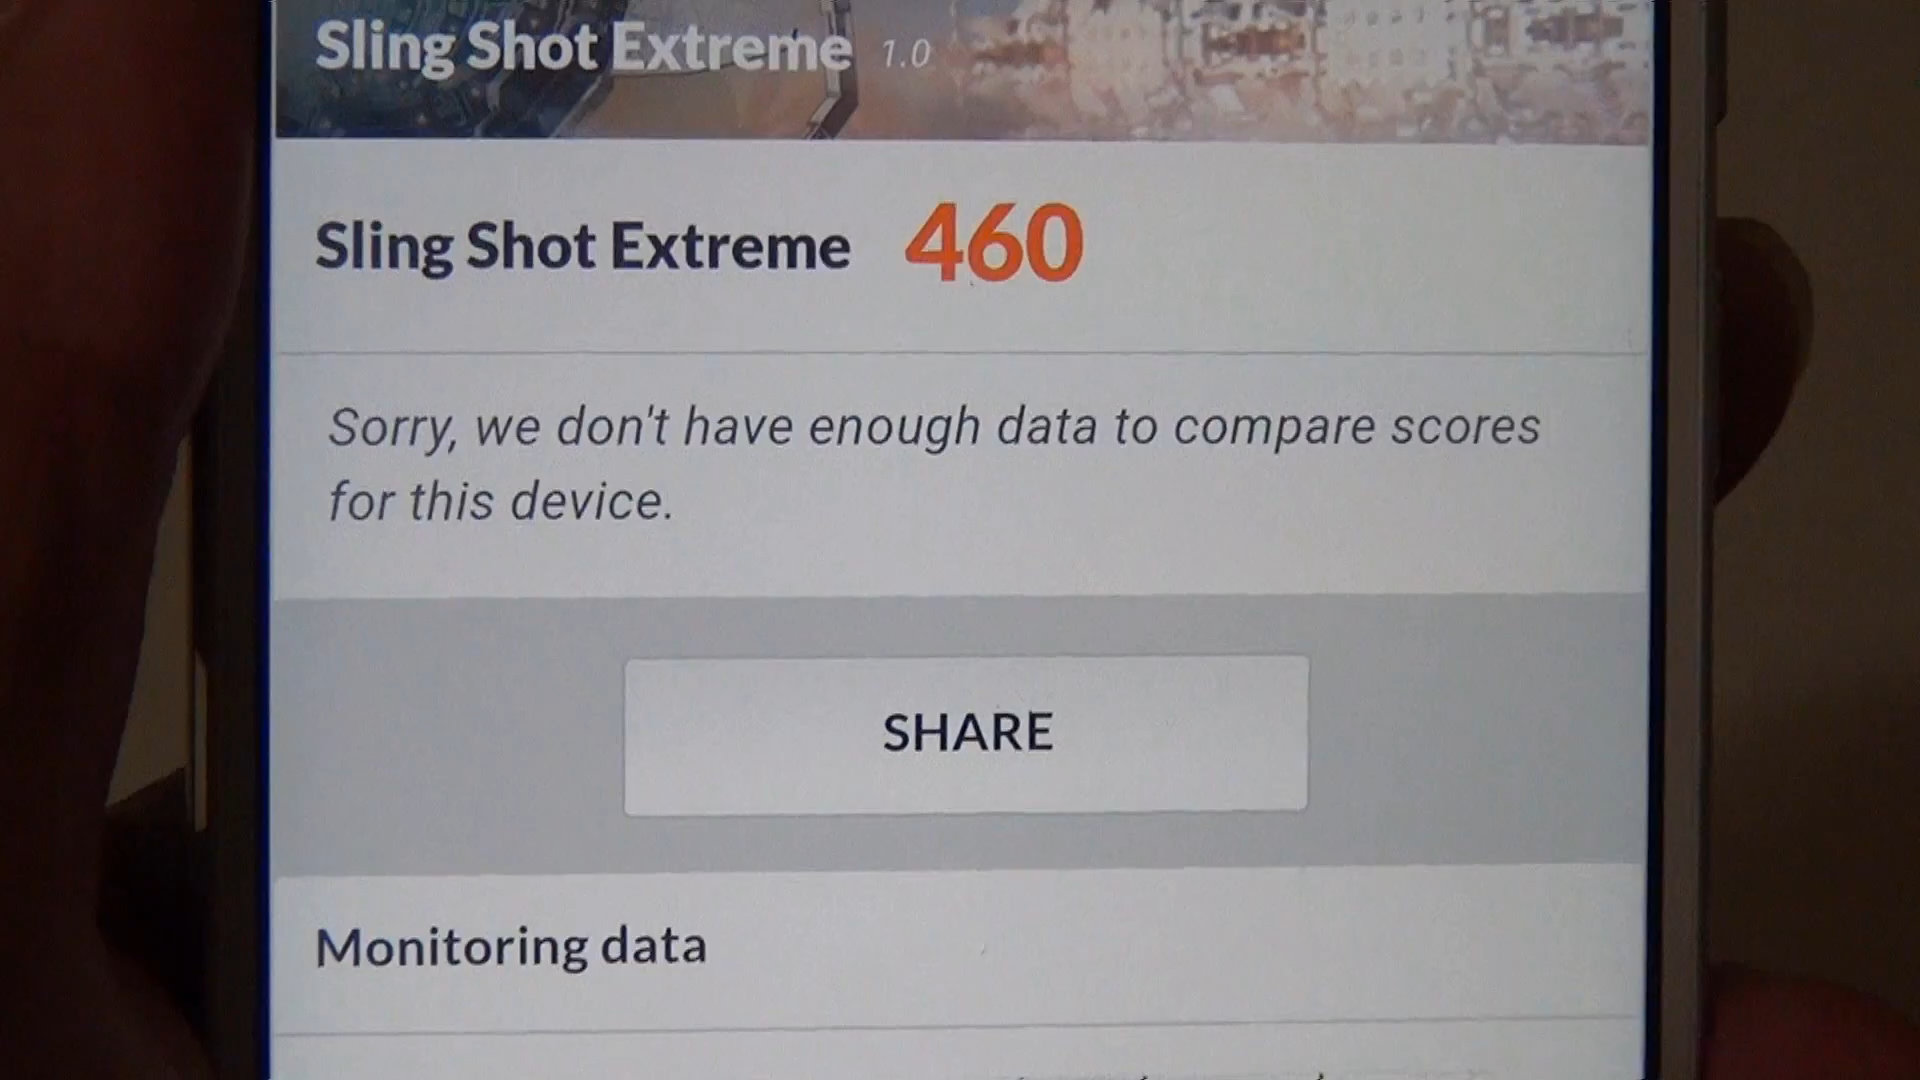 Sling Shot Extreme 1.0
Sling Shot Extreme 460
Sorry, we don't have enough data to compare scores
for this device.
SHARE
Monitoring data